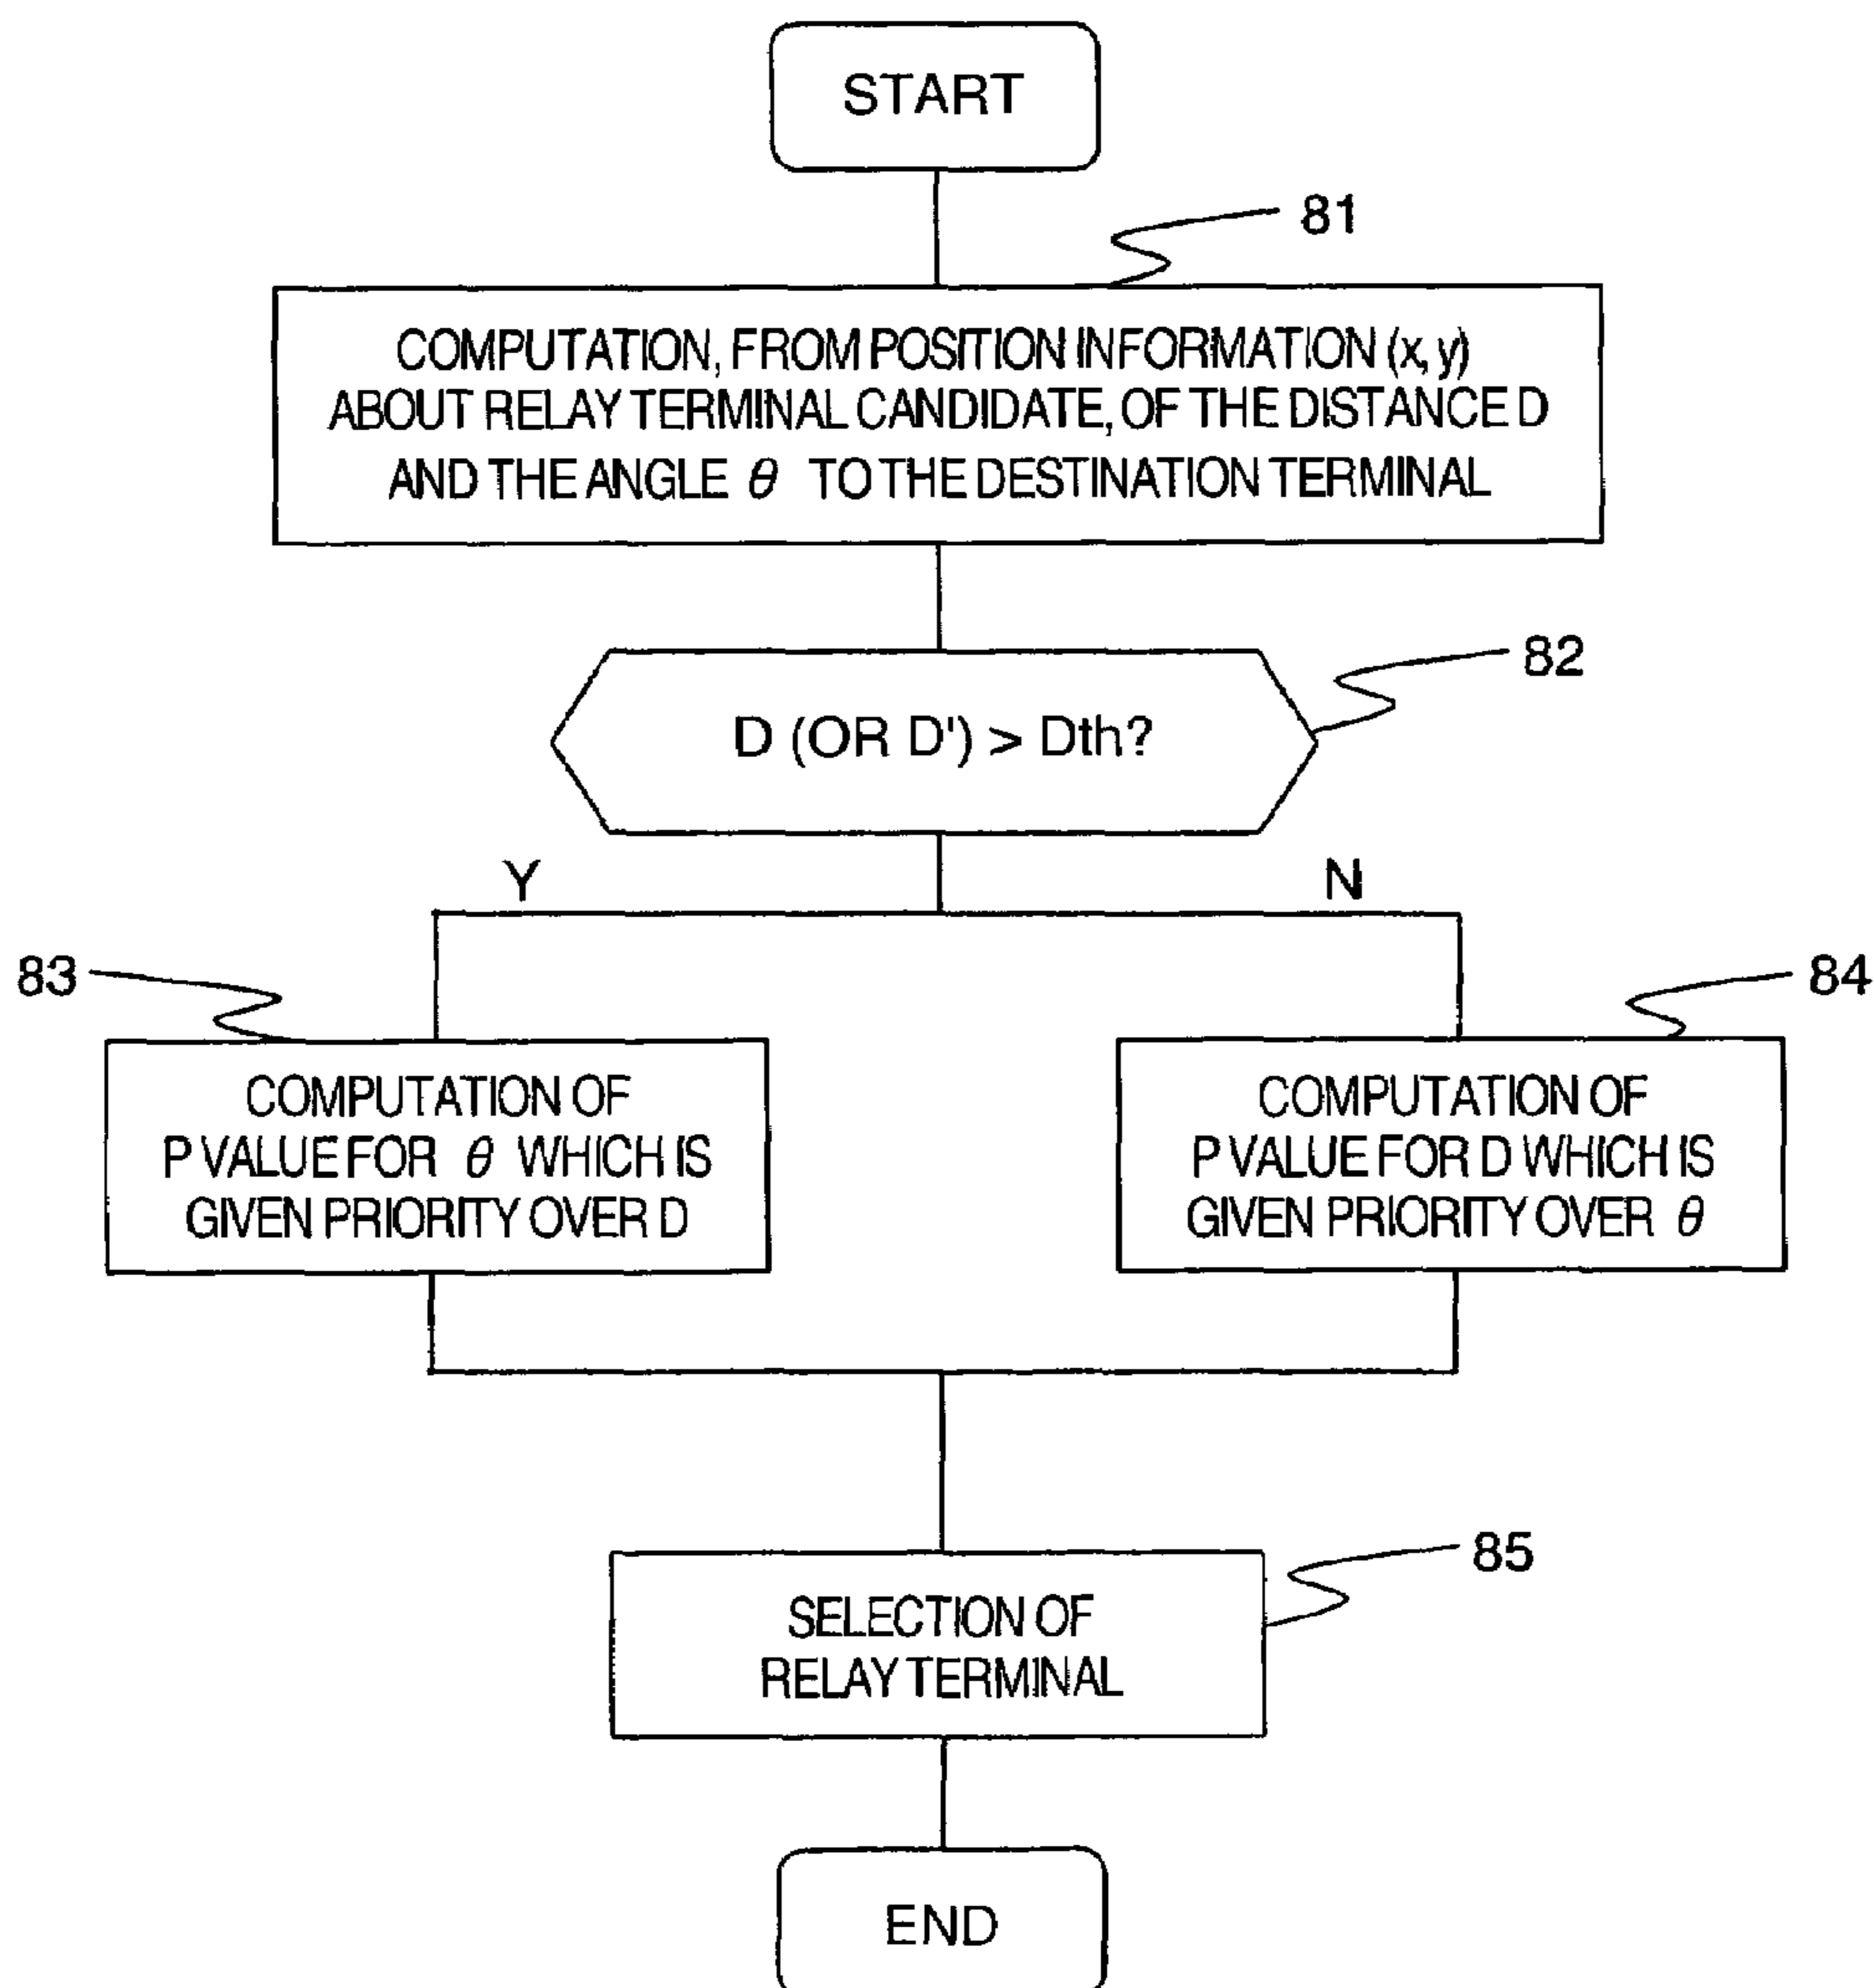 START
81
COMPUTATION, FROM POSITION INFORMATION (x, y)
ABOUT RELAY TERMINAL CANDIDATE, OF THE DISTANCE D
AND THE ANGLE θ TO THE DESTINATION TERMINAL
82
D (OR D') > Dth?
Y
N
83
84
COMPUTATION OF
P VALUE FOR θ WHICH IS
GIVEN PRIORITY OVER D
COMPUTATION OF
P VALUE FOR D WHICH IS
GIVEN PRIORITY OVER θ
85
SELECTION OF
RELAY TERMINAL
END